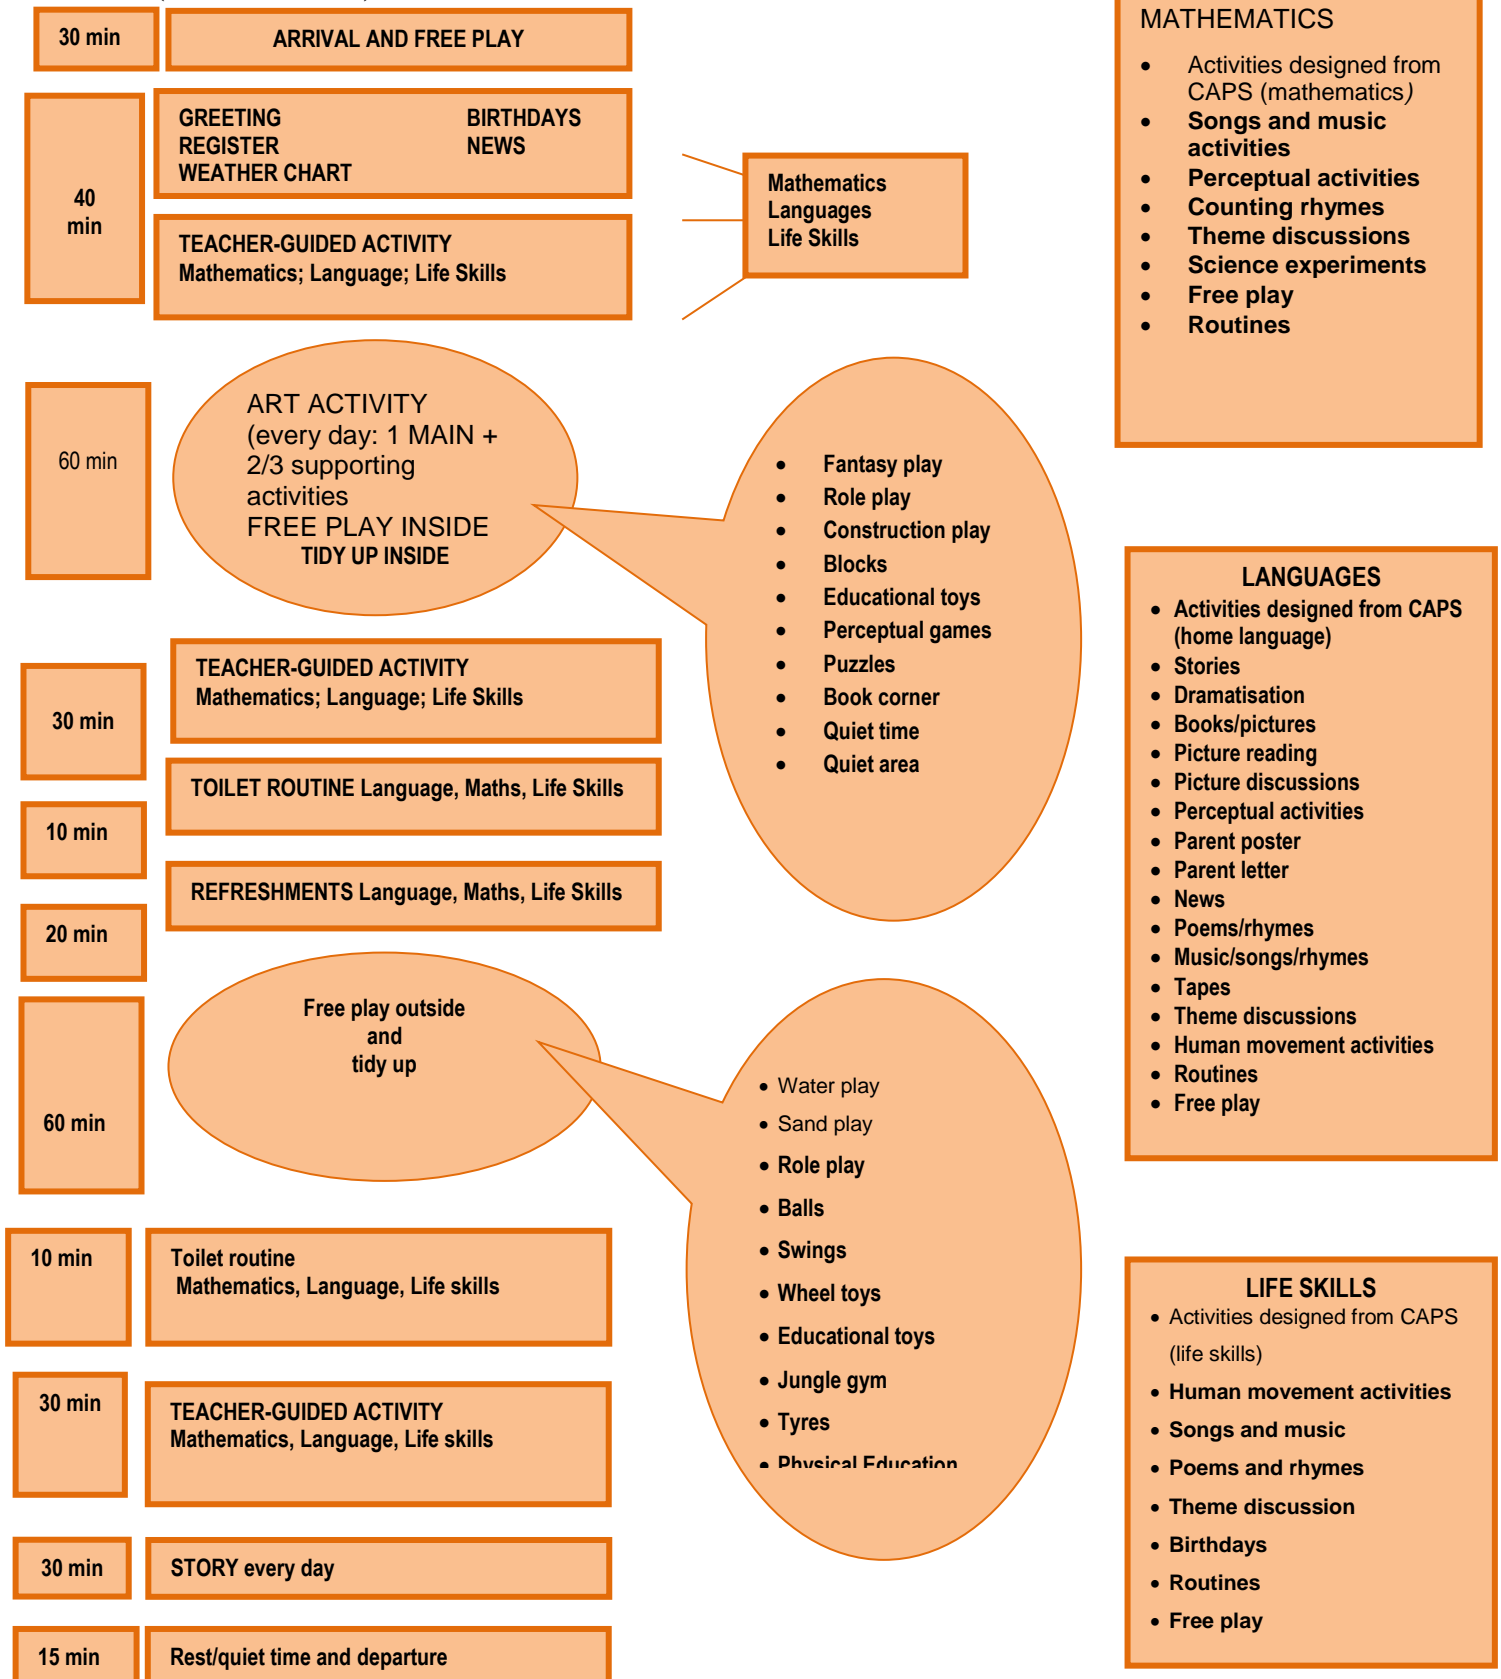 30 min
ARRIVAL AND FREE PLAY
40
min
GREETING BIRTHDAYS
REGISTER NEWS
WEATHER CHART
TEACHER-GUIDED ACTIVITY
Mathematics; Language; Life Skills
Mathematics
Languages
Life Skills
60 min
ART ACTIVITY
(every day: 1 MAIN +
2/3 supporting
activities
FREE PLAY INSIDE
TIDY UP INSIDE
• Fantasy play
• Role play
• Construction play
• Blocks
• Educational toys
• Perceptual games
• Puzzles
• Book corner
• Quiet time
• Quiet area
30 min
TEACHER-GUIDED ACTIVITY
Mathematics; Language; Life Skills
10 min
TOILET ROUTINE Language, Maths, Life Skills
20 min
REFRESHMENTS Language, Maths, Life Skills
60 min
Free play outside
and
tidy up
• Water play
• Sand play
• Role play
• Balls
• Swings
• Wheel toys
• Educational toys
• Jungle gym
• Tyres
• Physical Education
10 min
Toilet routine
Mathematics, Language, Life skills
30 min
TEACHER-GUIDED ACTIVITY
Mathematics, Language, Life skills
30 min
STORY every day
15 min
Rest/quiet time and departure
MATHEMATICS
• Activities designed from
CAPS (mathematics)
• Songs and music
activities
• Perceptual activities
• Counting rhymes
• Theme discussions
• Science experiments
• Free play
• Routines
LANGUAGES
• Activities designed from CAPS
(home language)
• Stories
• Dramatisation
• Books/pictures
• Picture reading
• Picture discussions
• Perceptual activities
• Parent poster
• Parent letter
• News
• Poems/rhymes
• Music/songs/rhymes
• Tapes
• Theme discussions
• Human movement activities
• Routines
• Free play
LIFE SKILLS
• Activities designed from CAPS
(life skills)
• Human movement activities
• Songs and music
• Poems and rhymes
• Theme discussion
• Birthdays
• Routines
• Free play